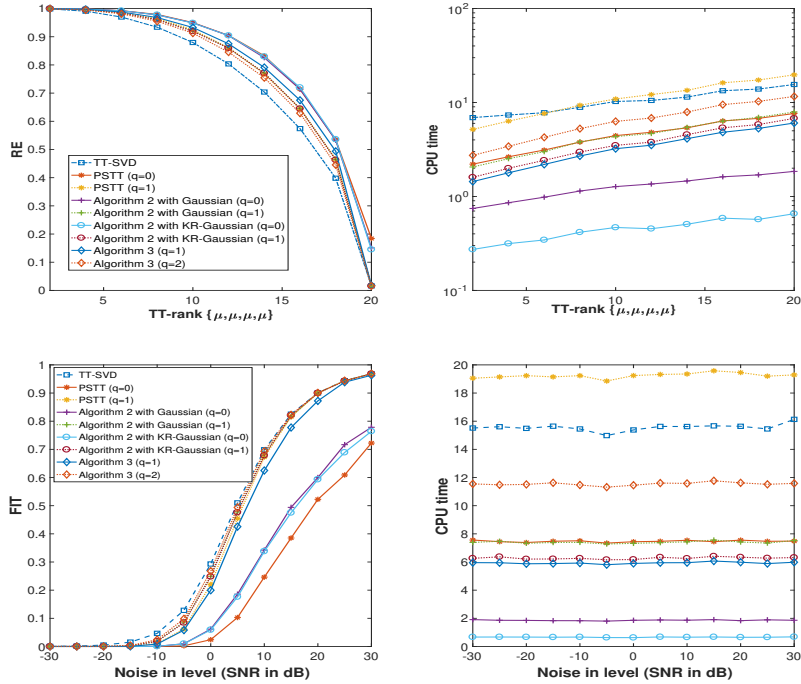 1
0.9
0.8
0.7
0.6
0.5
0.4
0.3
0.2
0.1
0
RE
TT-SVD
PSTT (q=0)
PSTT (q=1)
Algorithm 2 with Gaussian (q=0)
Algorithm 2 with Gaussian (q=1)
Algorithm 2 with KR-Gaussian (q=0)
Algorithm 2 with KR-Gaussian (q=1)
Algorithm 3 (q=1)
Algorithm 3 (q=2)
5 10 15 20
TT-rank {μ,μ,μ,μ}
10^2
10^1
10^0
10^-1
CPU time
5 10 15 20
TT-rank {μ,μ,μ,μ}
1
0.9
0.8
0.7
0.6
0.5
0.4
0.3
0.2
0.1
0
FIT
TT-SVD
PSTT (q=0)
PSTT (q=1)
Algorithm 2 with Gaussian (q=0)
Algorithm 2 with Gaussian (q=1)
Algorithm 2 with KR-Gaussian (q=0)
Algorithm 2 with KR-Gaussian (q=1)
Algorithm 3 (q=1)
Algorithm 3 (q=2)
-30 -20 -10 0 10 20 30
Noise in level (SNR in dB)
20
18
16
14
12
10
8
6
4
2
0
CPU time
-30 -20 -10 0 10 20 30
Noise in level (SNR in dB)